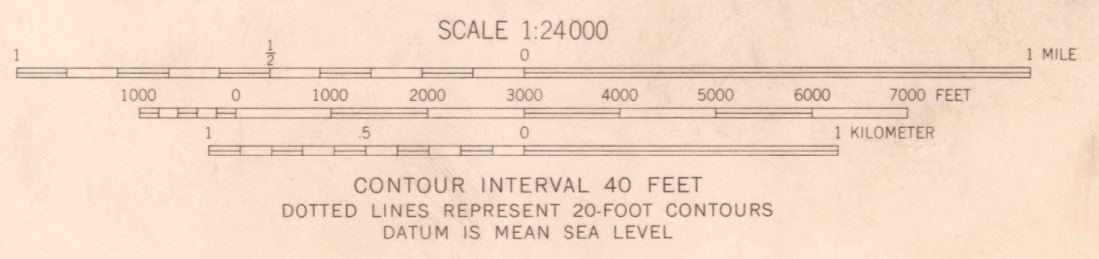 SCALE 1:24000
1 1/2 0 1 MILE
1000 0 1000 2000 3000 4000 5000 6000 7000 FEET
1 .5 0 1 KILOMETER
CONTOUR INTERVAL 40 FEET
DOTTED LINES REPRESENT 20-FOOT CONTOURS
DATUM IS MEAN SEA LEVEL